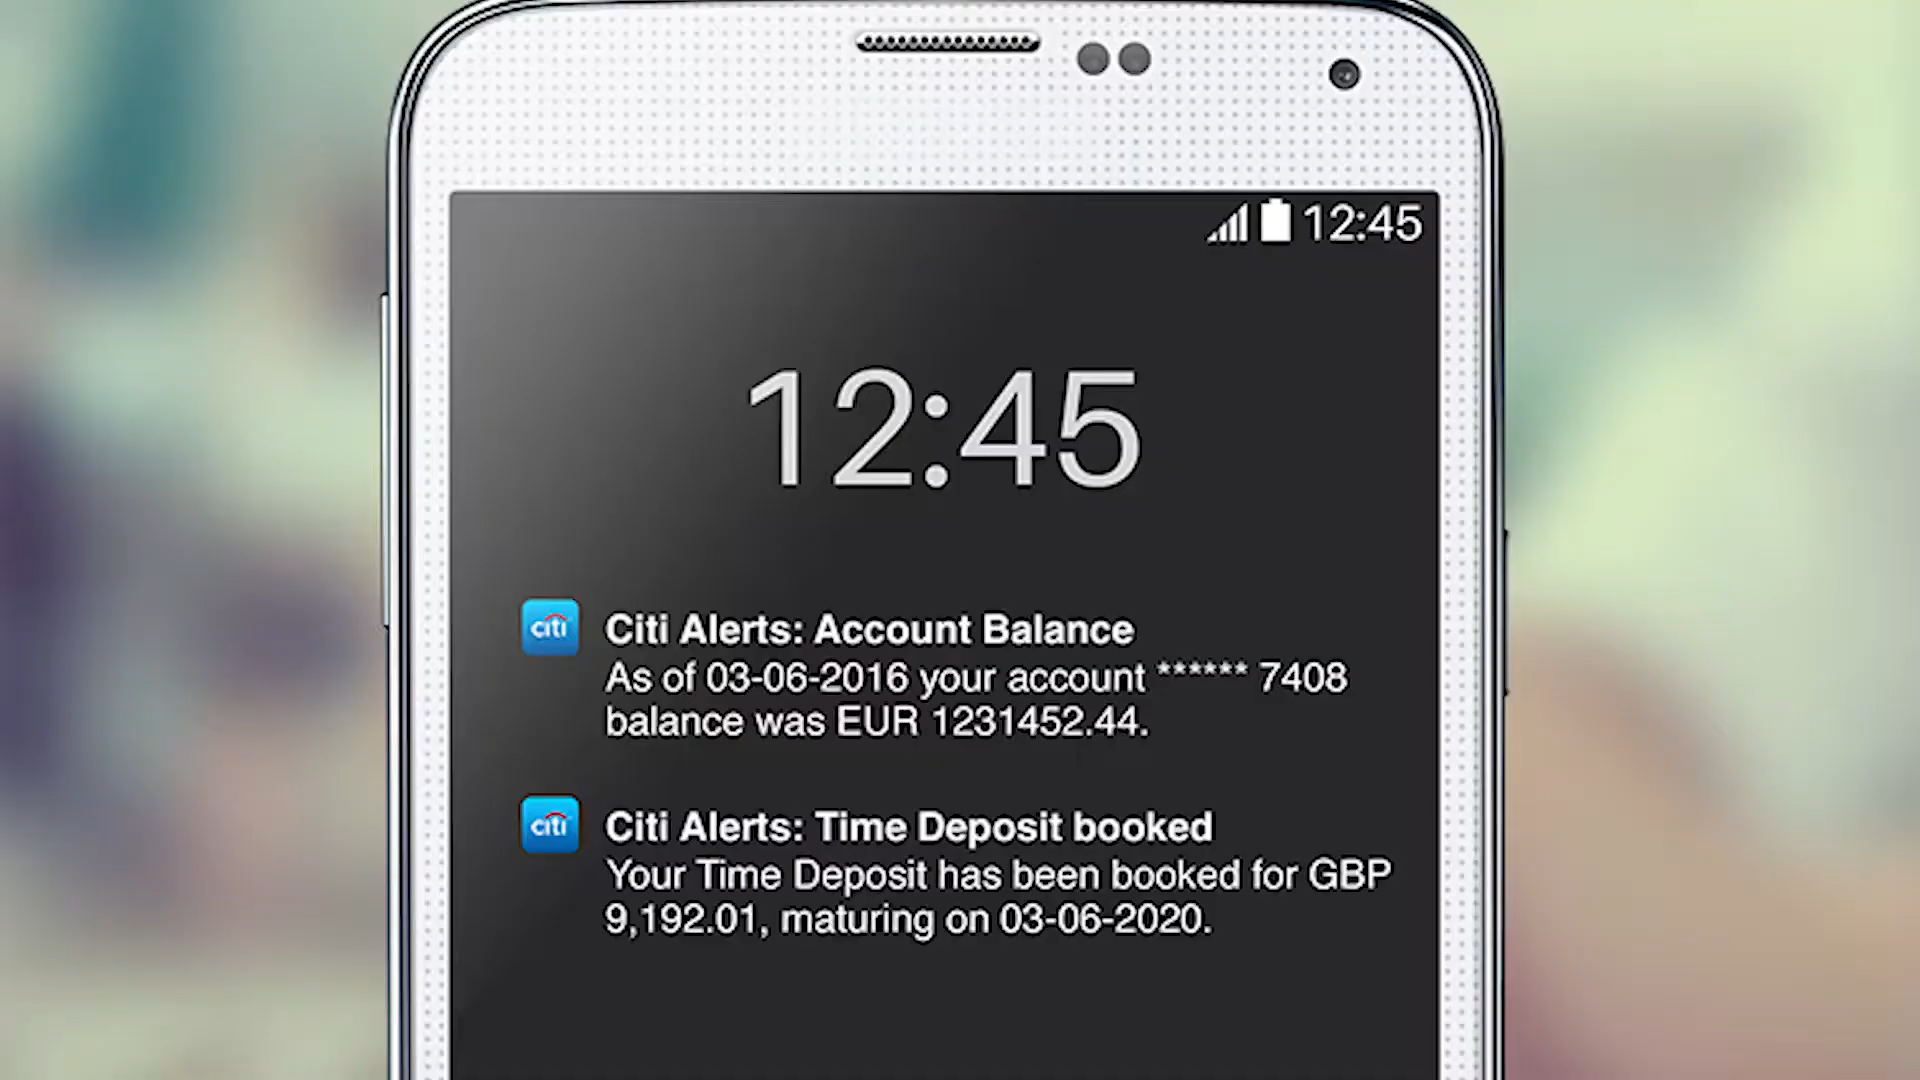 12:45
12:45
citi
Citi Alerts: Account Balance
As of 03-06-2016 your account ****** 7408
balance was EUR 1231452.44.
citi
Citi Alerts: Time Deposit booked
Your Time Deposit has been booked for GBP
9,192.01, maturing on 03-06-2020.